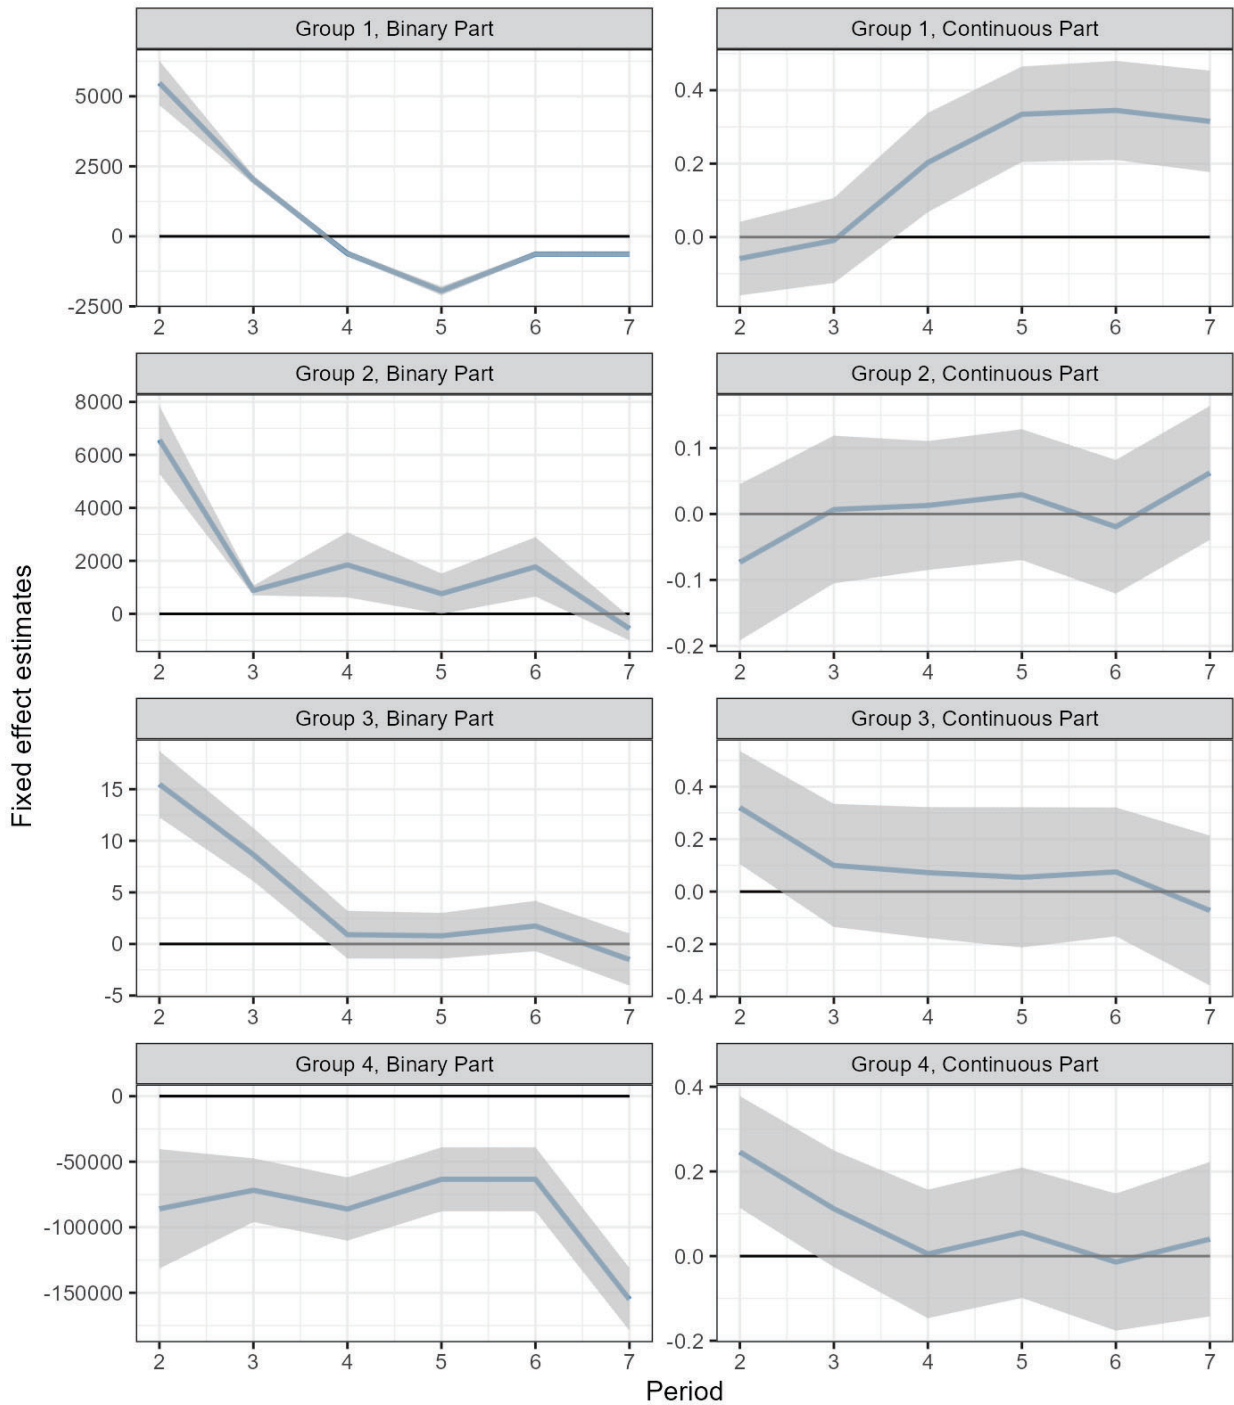 Fixed effect estimates
Group 1, Binary Part
5000
2500
0
-2500
2 3 4 5 6 7
Group 1, Continuous Part
0.4
0.2
0.0
2 3 4 5 6 7
Group 2, Binary Part
8000
6000
4000
2000
0
2 3 4 5 6 7
Group 2, Continuous Part
0.1
0.0
-0.1
-0.2
2 3 4 5 6 7
Group 3, Binary Part
15
10
5
0
-5
2 3 4 5 6 7
Group 3, Continuous Part
0.4
0.2
0.0
-0.2
-0.4
2 3 4 5 6 7
Group 4, Binary Part
0
-50000
-100000
-150000
2 3 4 5 6 7
Group 4, Continuous Part
0.4
0.2
0.0
-0.2
2 3 4 5 6 7
Period